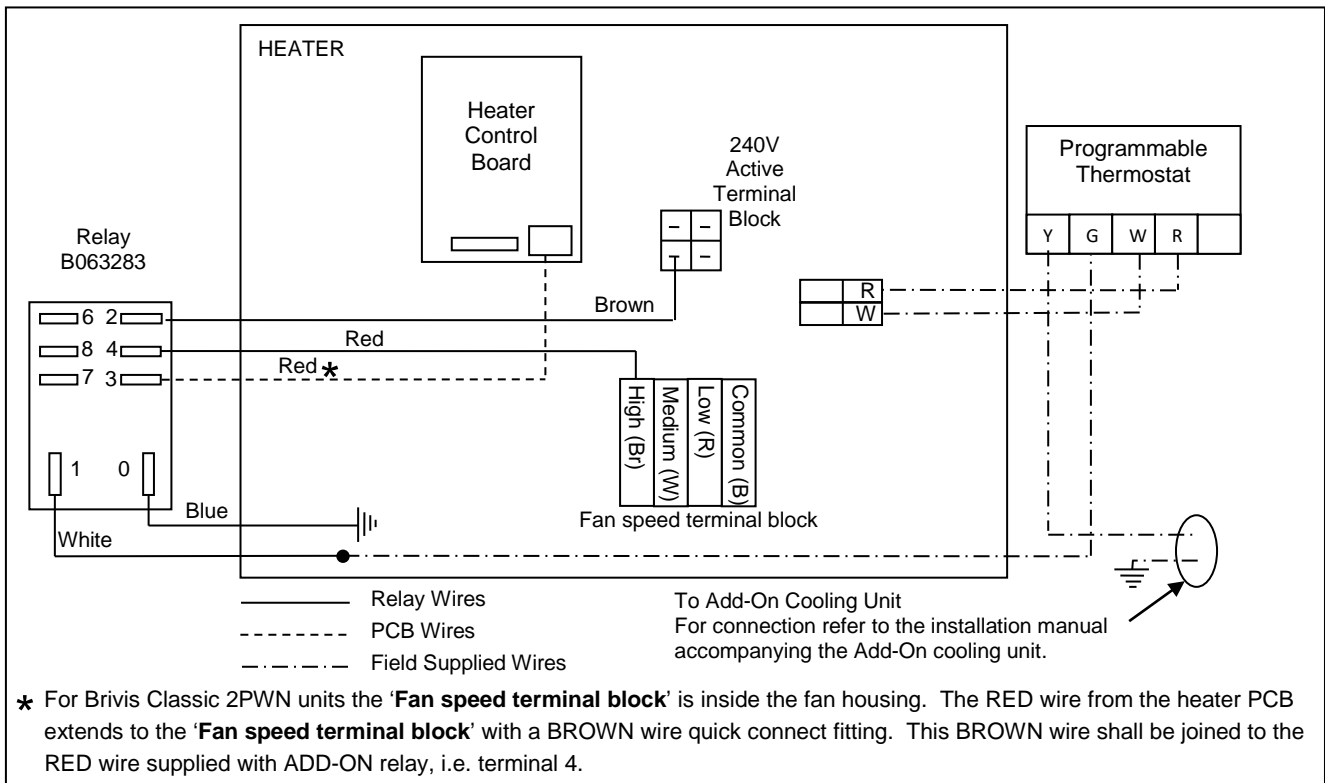 HEATER
Heater
Control
Board
240V
Active
Terminal
Block
Programmable
Thermostat
Y G W R
Relay
B063283
6 2
8 4
7 3
1 0
Brown
Red
Red *
Blue
White
R
W
High (Br)
Medium (W)
Low (R)
Common (B)
Fan speed terminal block
Relay Wires
PCB Wires
Field Supplied Wires
To Add-On Cooling Unit
For connection refer to the installation manual
accompanying the Add-On cooling unit.
* For Brivis Classic 2PWN units the ‘Fan speed terminal block’ is inside the fan housing. The RED wire from the heater PCB
extends to the ‘Fan speed terminal block’ with a BROWN wire quick connect fitting. This BROWN wire shall be joined to the
RED wire supplied with ADD-ON relay, i.e. terminal 4.